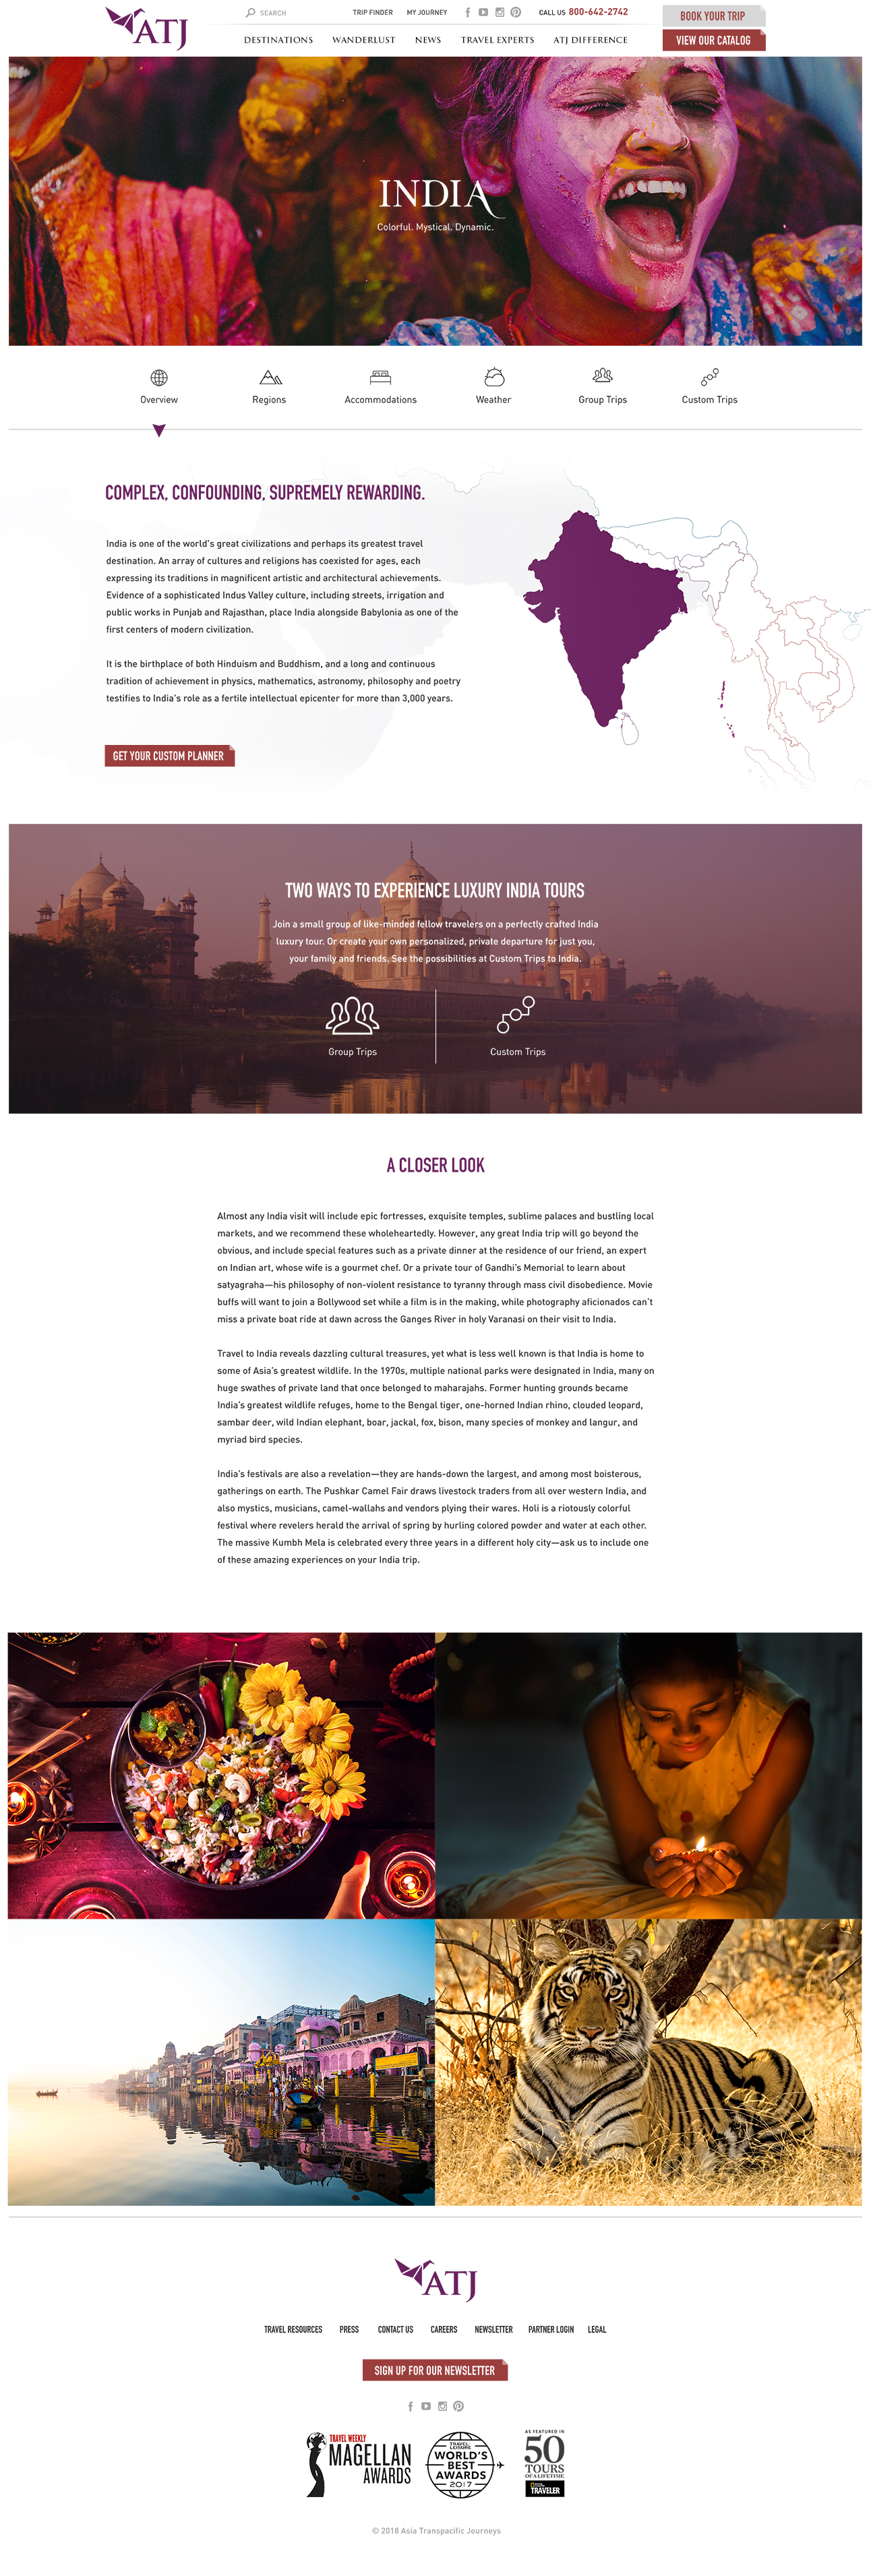 ATJ
SEARCH
TRIP FINDER
MY JOURNEY
CALL US 800-642-2742
BOOK YOUR TRIP
DESTINATIONS
WANDERLUST
NEWS
TRAVEL EXPERTS
ATJ DIFFERENCE
VIEW OUR CATALOG
INDIA
Colorful. Mystical. Dynamic.
Overview
Regions
Accommodations
Weather
Group Trips
Custom Trips
COMPLEX, CONFOUNDING, SUPREMELY REWARDING.
India is one of the world's great civilizations and perhaps its greatest travel
destination. An array of cultures and religions has coexisted for ages, each
expressing its traditions in magnificent artistic and architectural achievements.
Evidence of a sophisticated Indus Valley culture, including streets, irrigation and
public works in Punjab and Rajasthan, place India alongside Babylonia as one of the
first centers of modern civilization.
It is the birthplace of both Hinduism and Buddhism, and a long and continuous
tradition of achievement in physics, mathematics, astronomy, philosophy and poetry
testifies to India's role as a fertile intellectual epicenter for more than 3,000 years.
GET YOUR CUSTOM PLANNER
TWO WAYS TO EXPERIENCE LUXURY INDIA TOURS
Join a small group of like-minded fellow travelers on a perfectly crafted India
luxury tour. Or create your own personalized, private departure for just you,
your family and friends. See the possibilities at Custom Trips to India.
Group Trips
Custom Trips
A CLOSER LOOK
Almost any India visit will include epic fortresses, exquisite temples, sublime palaces and bustling local
markets, and we recommend these wholeheartedly. However, any great India trip will go beyond the
obvious, and include special features such as a private dinner at the residence of our friend, an expert
on Indian art, whose wife is a gourmet chef. Or a private tour of Gandhi's Memorial to learn about
satyagraha—his philosophy of non-violent resistance to tyranny through mass civil disobedience. Movie
buffs will want to join a Bollywood set while a film is in the making, while photography aficionados can't
miss a private boat ride at dawn across the Ganges River in holy Varanasi on their visit to India.
Travel to India reveals dazzling cultural treasures, yet what is less well known is that India is home to
some of Asia's greatest wildlife. In the 1970s, multiple national parks were designated in India, many on
huge swathes of private land that once belonged to maharajahs. Former hunting grounds became
India's greatest wildlife refuges, home to the Bengal tiger, one-horned Indian rhino, clouded leopard,
sambar deer, wild Indian elephant, boar, jackal, fox, bison, many species of monkey and langur, and
myriad bird species.
India's festivals are also a revelation—they are hands-down the largest, and among most boisterous,
gatherings on earth. The Pushkar Camel Fair draws livestock traders from all over western India, and
also mystics, musicians, camel-wallahs and vendors plying their wares. Holi is a riotously colorful
festival where revelers herald the arrival of spring by hurling colored powder and water at each other.
The massive Kumbh Mela is celebrated every three years in a different holy city—ask us to include one
of these amazing experiences on your India trip.
ATJ
TRAVEL RESOURCES
PRESS
CONTACT US
CAREERS
NEWSLETTER
PARTNER LOGIN
LEGAL
SIGN UP FOR OUR NEWSLETTER
TRAVEL WEEKLY
MAGELLAN
AWARDS
TRAVEL+
LEISURE
WORLD'S
BEST
AWARDS
2017
AS FEATURED IN
50
TOURS
OF A LIFETIME
TRAVELER
© 2018 Asia Transpacific Journeys